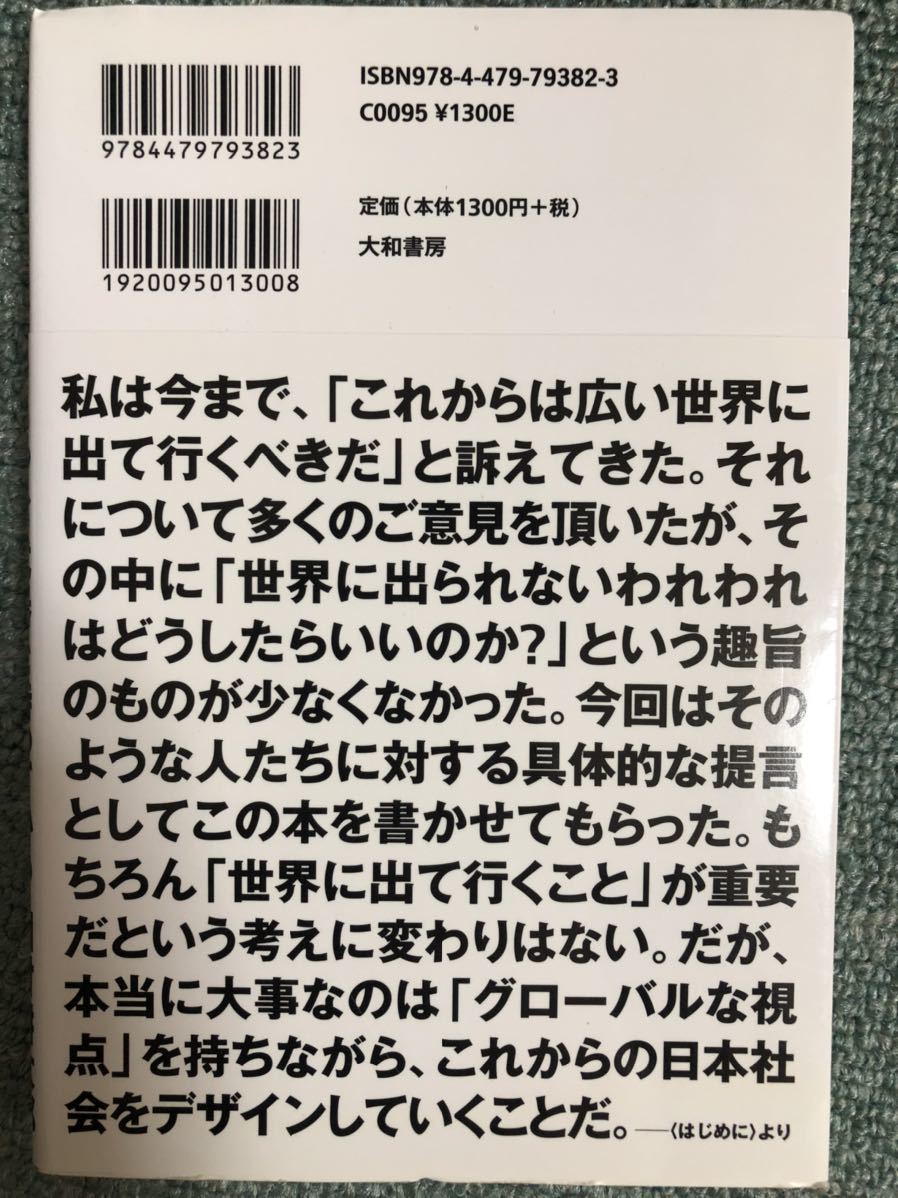 ISBN978-4-479-79382-3
C0095 ¥1300E
9784479793823
定価(本体1300円+税)
大和書房
1920095013008
私は今まで、「これからは広い世界に
出て行くべきだ」と訴えてきた。それ
について多くのご意見を頂いたが、そ
の中に「世界に出られないわれわれ
はどうしたらいいのか?」という趣旨
のものが少なくなかった。今回はその
ような人たちに対する具体的な提言
としてこの本を書かせてもらった。も
ちろん「世界に出て行くこと」が重要
だという考えに変わりはない。だが、
本当に大事なのは「グローバルな視
点」を持ちながら、これからの日本社
会をデザインしていくことだ。──〈はじめに〉より